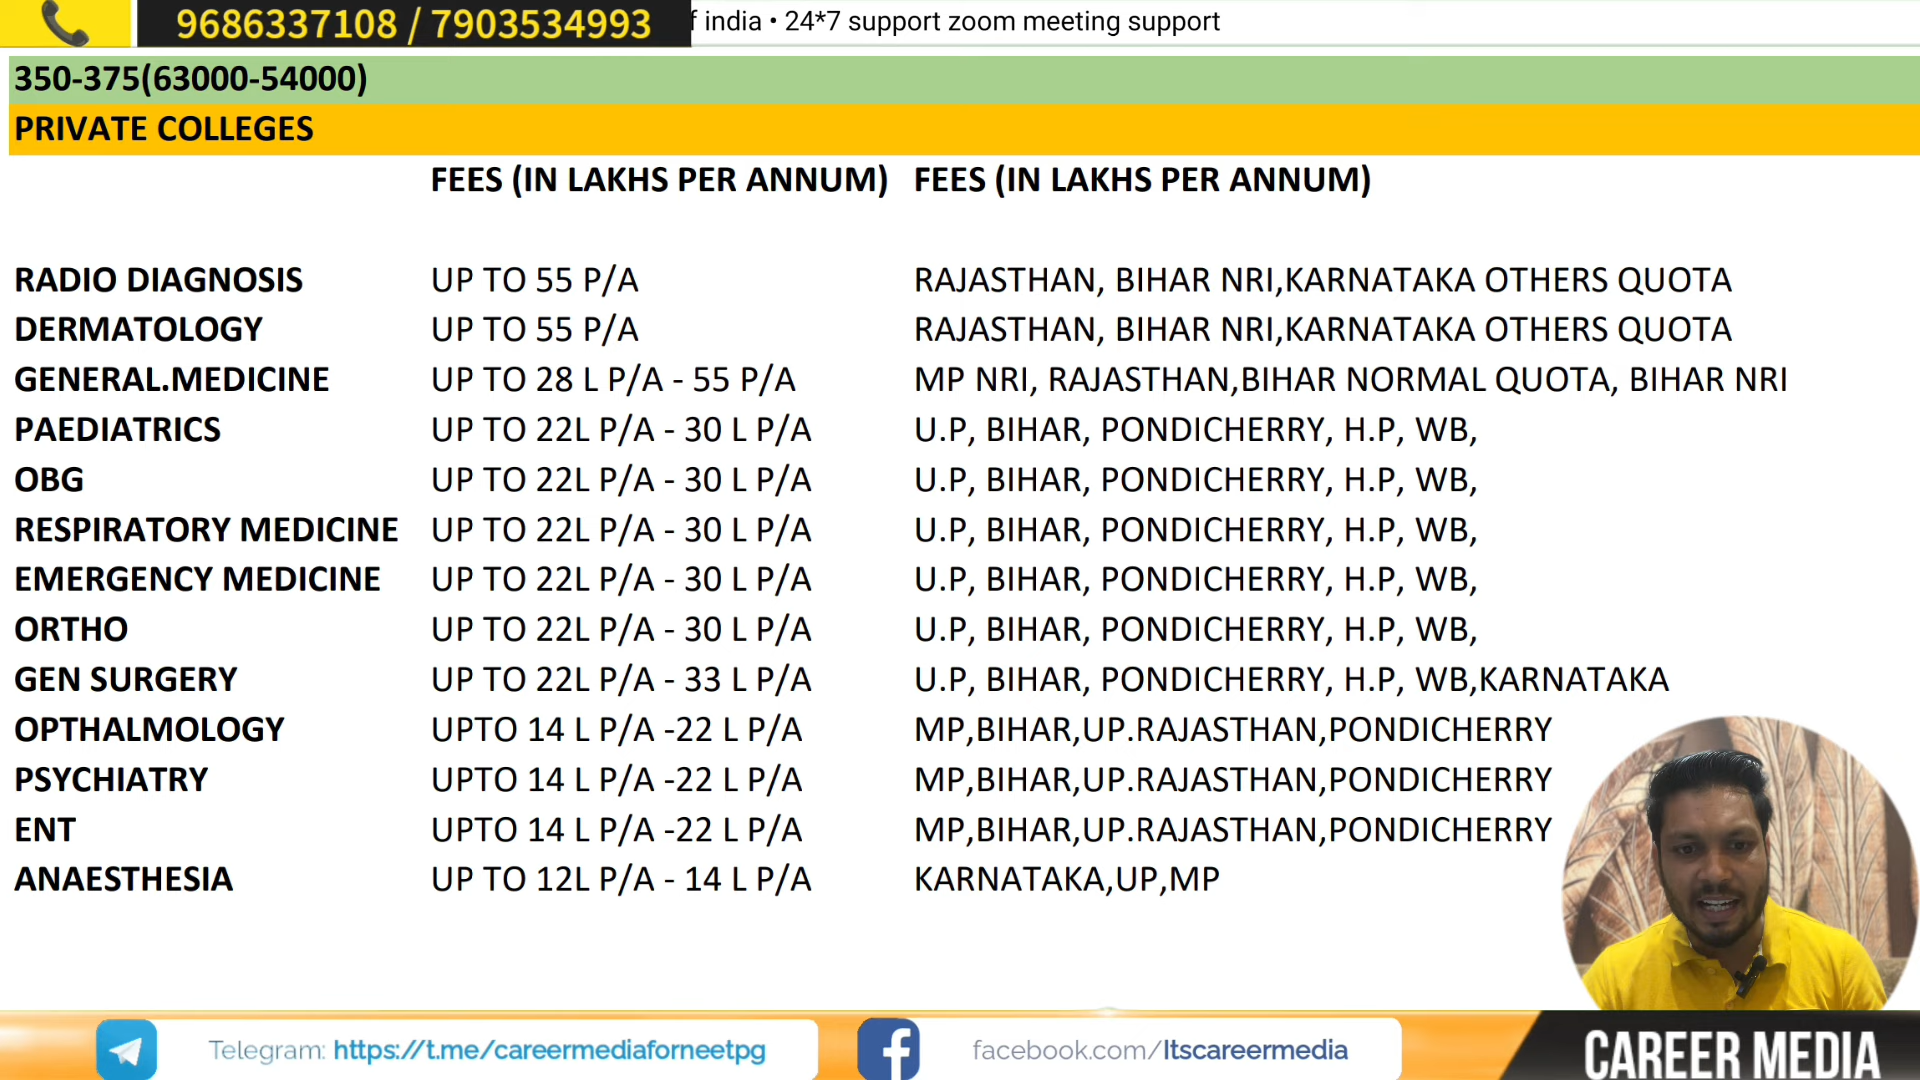 9686337108 / 7903534993 f india • 24*7 support zoom meeting support
350-375(63000-54000)
PRIVATE COLLEGES
FEES (IN LAKHS PER ANNUM) FEES (IN LAKHS PER ANNUM)
RADIO DIAGNOSIS UP TO 55 P/A RAJASTHAN, BIHAR NRI,KARNATAKA OTHERS QUOTA
DERMATOLOGY UP TO 55 P/A RAJASTHAN, BIHAR NRI,KARNATAKA OTHERS QUOTA
GENERAL.MEDICINE UP TO 28 L P/A - 55 P/A MP NRI, RAJASTHAN,BIHAR NORMAL QUOTA, BIHAR NRI
PAEDIATRICS UP TO 22L P/A - 30 L P/A U.P, BIHAR, PONDICHERRY, H.P, WB,
OBG UP TO 22L P/A - 30 L P/A U.P, BIHAR, PONDICHERRY, H.P, WB,
RESPIRATORY MEDICINE UP TO 22L P/A - 30 L P/A U.P, BIHAR, PONDICHERRY, H.P, WB,
EMERGENCY MEDICINE UP TO 22L P/A - 30 L P/A U.P, BIHAR, PONDICHERRY, H.P, WB,
ORTHO UP TO 22L P/A - 30 L P/A U.P, BIHAR, PONDICHERRY, H.P, WB,
GEN SURGERY UP TO 22L P/A - 33 L P/A U.P, BIHAR, PONDICHERRY, H.P, WB,KARNATAKA
OPTHALMOLOGY UPTO 14 L P/A -22 L P/A MP,BIHAR,UP.RAJASTHAN,PONDICHERRY
PSYCHIATRY UPTO 14 L P/A -22 L P/A MP,BIHAR,UP.RAJASTHAN,PONDICHERRY
ENT UPTO 14 L P/A -22 L P/A MP,BIHAR,UP.RAJASTHAN,PONDICHERRY
ANAESTHESIA UP TO 12L P/A - 14 L P/A KARNATAKA,UP,MP
Telegram: https://t.me/careermediaforneetpg facebook.com/Itscareermedia CAREER MEDIA